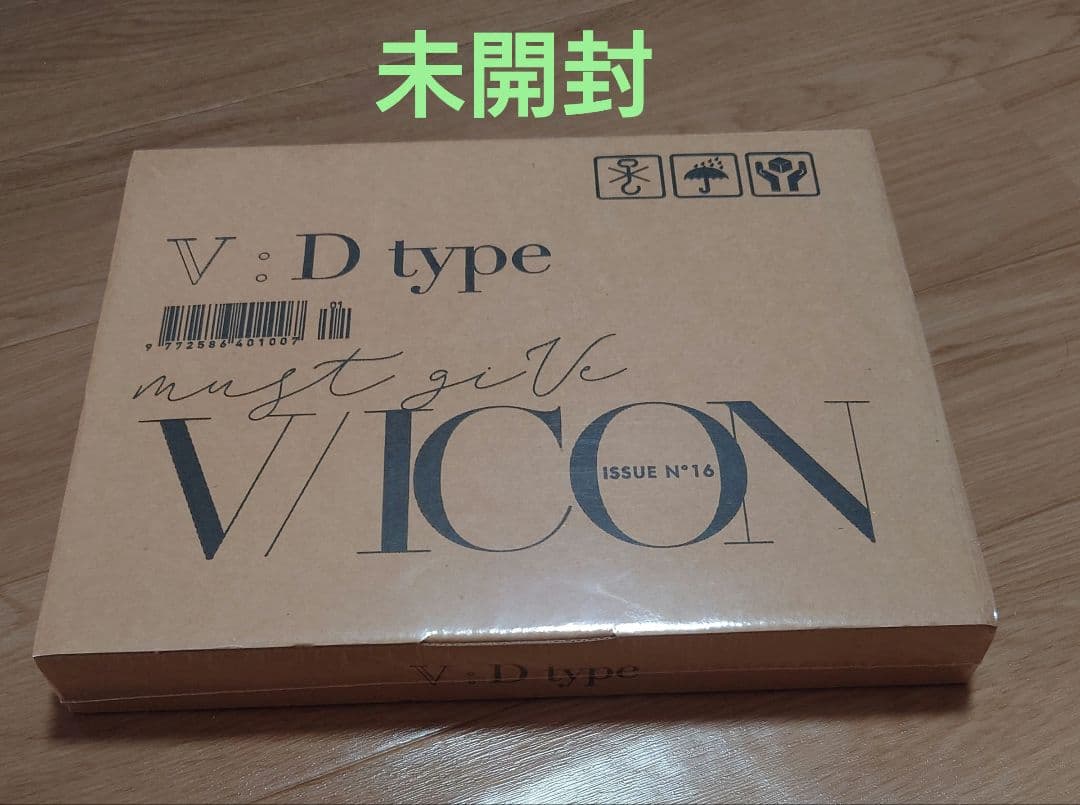 未開封
V : D type
01
9 772586 401007
must giVe
V/ICON
ISSUE N°16
V : D type